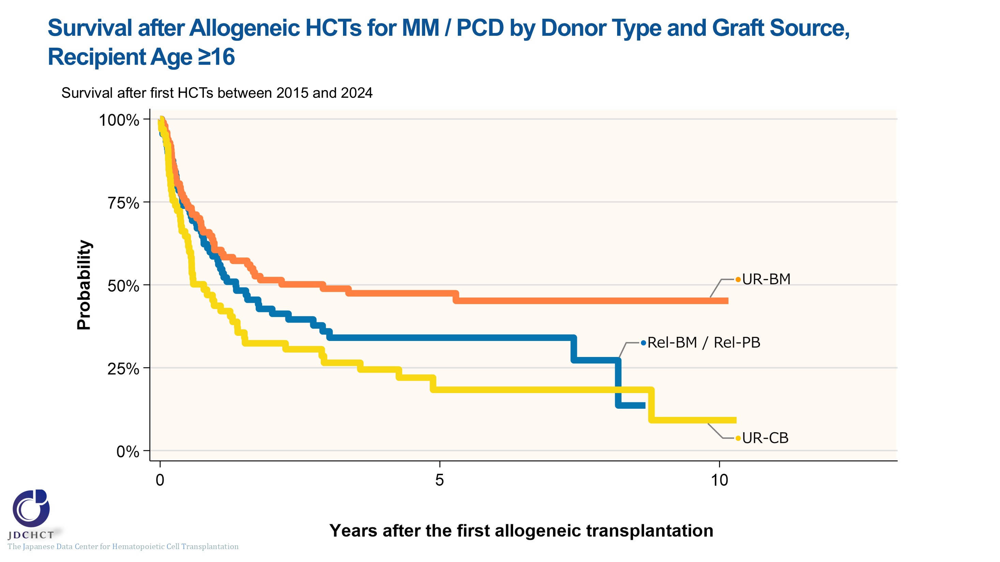 Survival after Allogeneic HCTs for MM / PCD by Donor Type and Graft Source,
Recipient Age ≥16
Survival after first HCTs between 2015 and 2024
100%
75%
50%
25%
0%
Probability
UR-BM
Rel-BM / Rel-PB
UR-CB
0
5
10
Years after the first allogeneic transplantation
JDCHCT
The Japanese Data Center for Hematopoietic Cell Transplantation